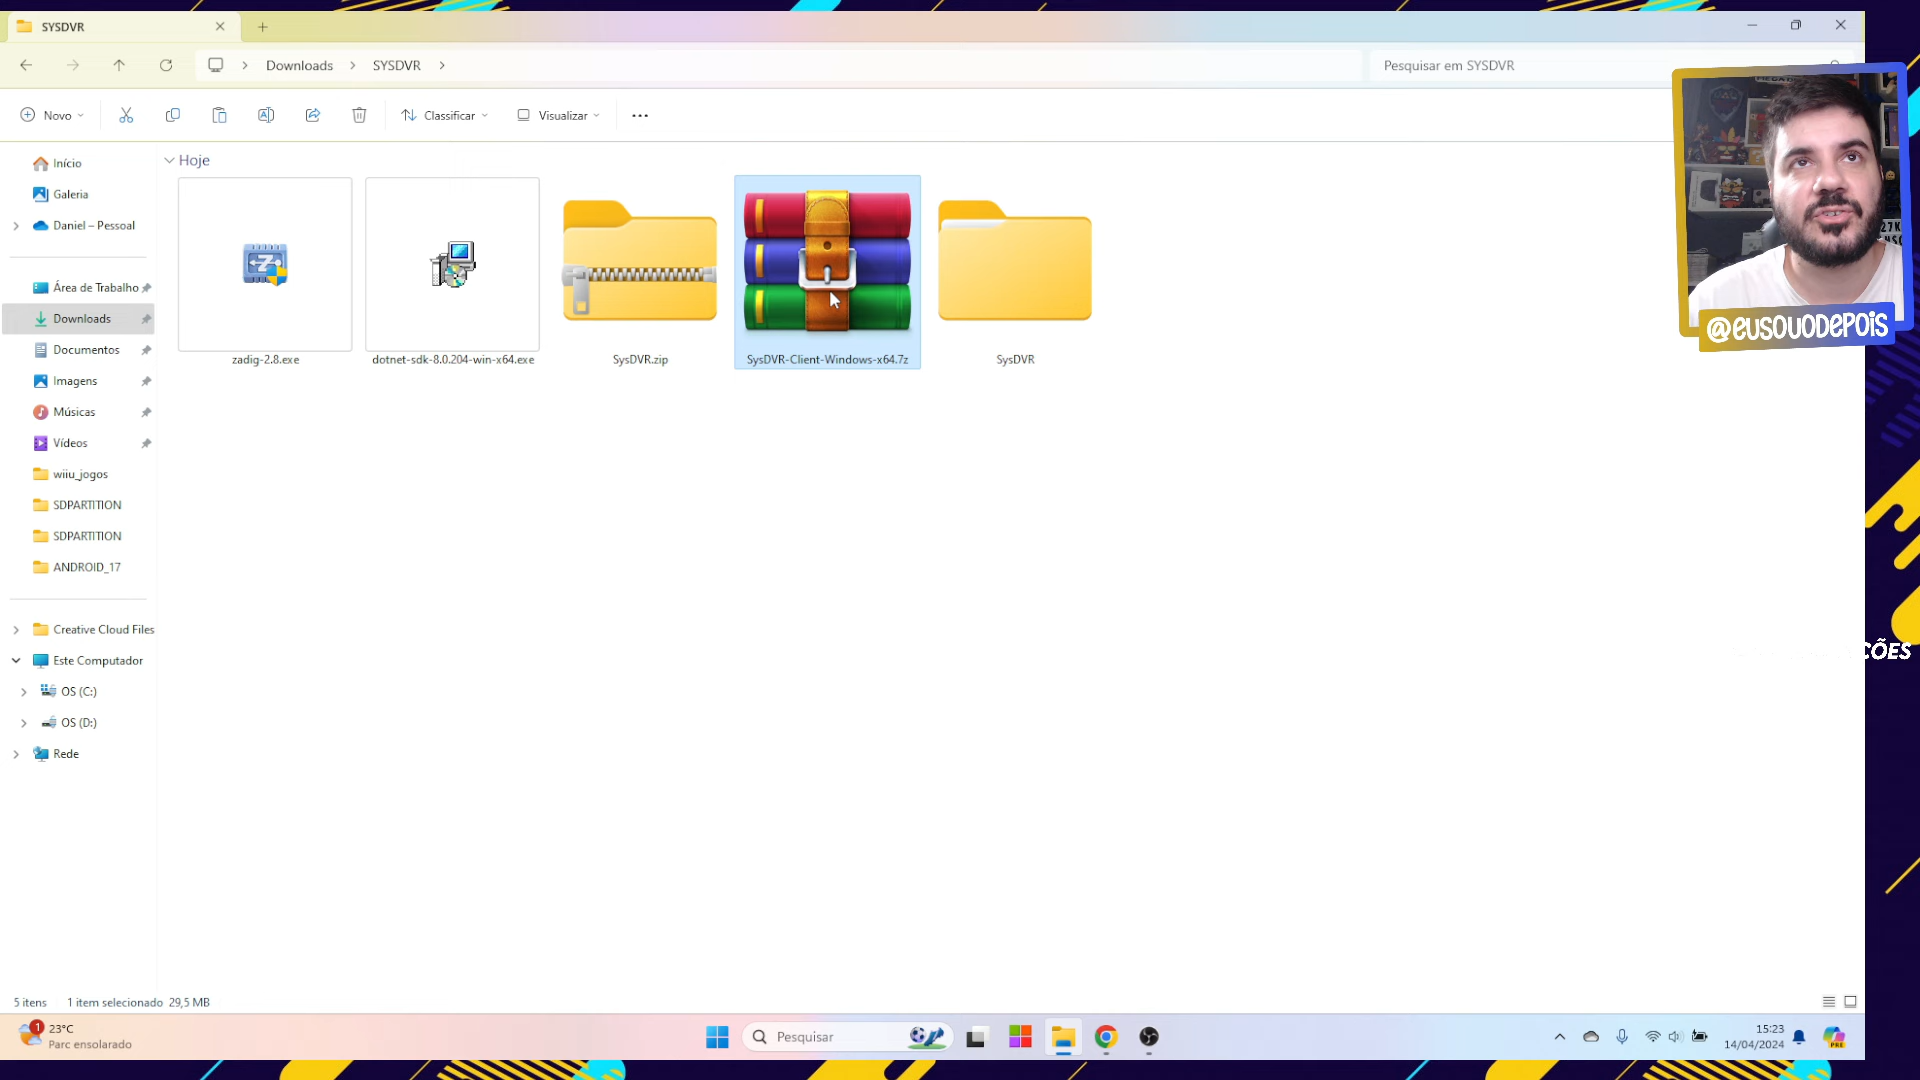 SYSDVR
Downloads
SYSDVR
Pesquisar em SYSDVR
Novo
Classificar
Visualizar
Início
Galeria
Daniel – Pessoal
Área de Trabalho
Downloads
Documentos
Imagens
Músicas
Vídeos
wiiu_jogos
SDPARTITION
SDPARTITION
ANDROID_17
Creative Cloud Files
Este Computador
OS (C:)
OS (D:)
Rede
Hoje
zadig-2.8.exe
dotnet-sdk-8.0.204-win-x64.exe
SysDVR.zip
SysDVR-Client-Windows-x64.7z
SysDVR
@EUSOUODEPOIS
ÇÕES
5 itens
1 item selecionado 29,5 MB
1
23°C
Parc ensolarado
Pesquisar
15:23
14/04/2024
PRE